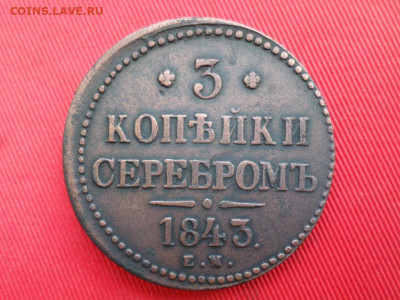 COINS.LAVE.RU
* 3 *
КОПѢЙКИ
СЕРЕБРОМЪ
1843.
Е.М.